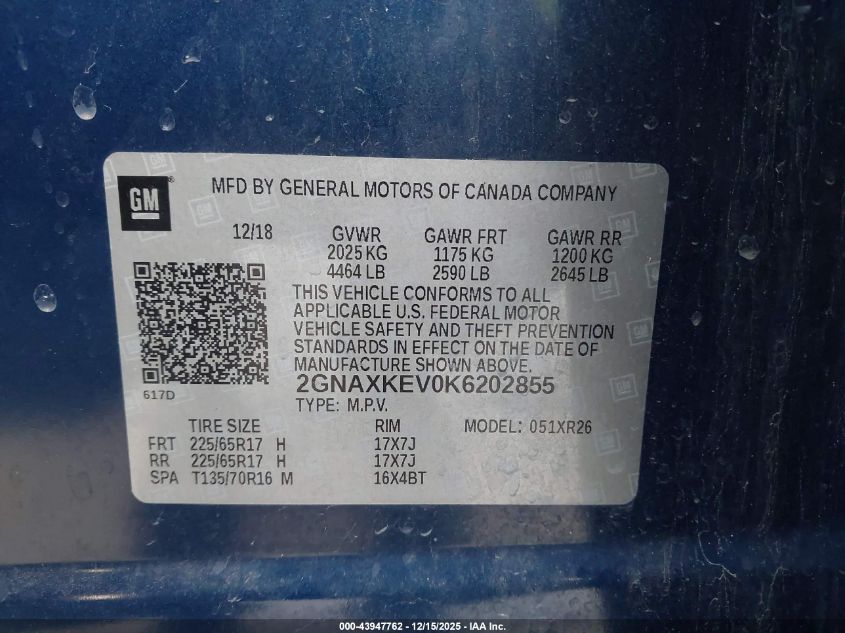 GM
MFD BY GENERAL MOTORS OF CANADA COMPANY
12/18 GVWR GAWR FRT GAWR RR
2025 KG 1175 KG 1200 KG
4464 LB 2590 LB 2645 LB
THIS VEHICLE CONFORMS TO ALL
APPLICABLE U.S. FEDERAL MOTOR
VEHICLE SAFETY AND THEFT PREVENTION
STANDARDS IN EFFECT ON THE DATE OF
MANUFACTURE SHOWN ABOVE.
617D
2GNAXKEV0K6202855
TYPE: M.P.V.
TIRE SIZE RIM MODEL: 051XR26
FRT 225/65R17 H 17X7J
RR 225/65R17 H 17X7J
SPA T135/70R16 M 16X4BT
000-43947762 - 12/15/2025 - IAA Inc.